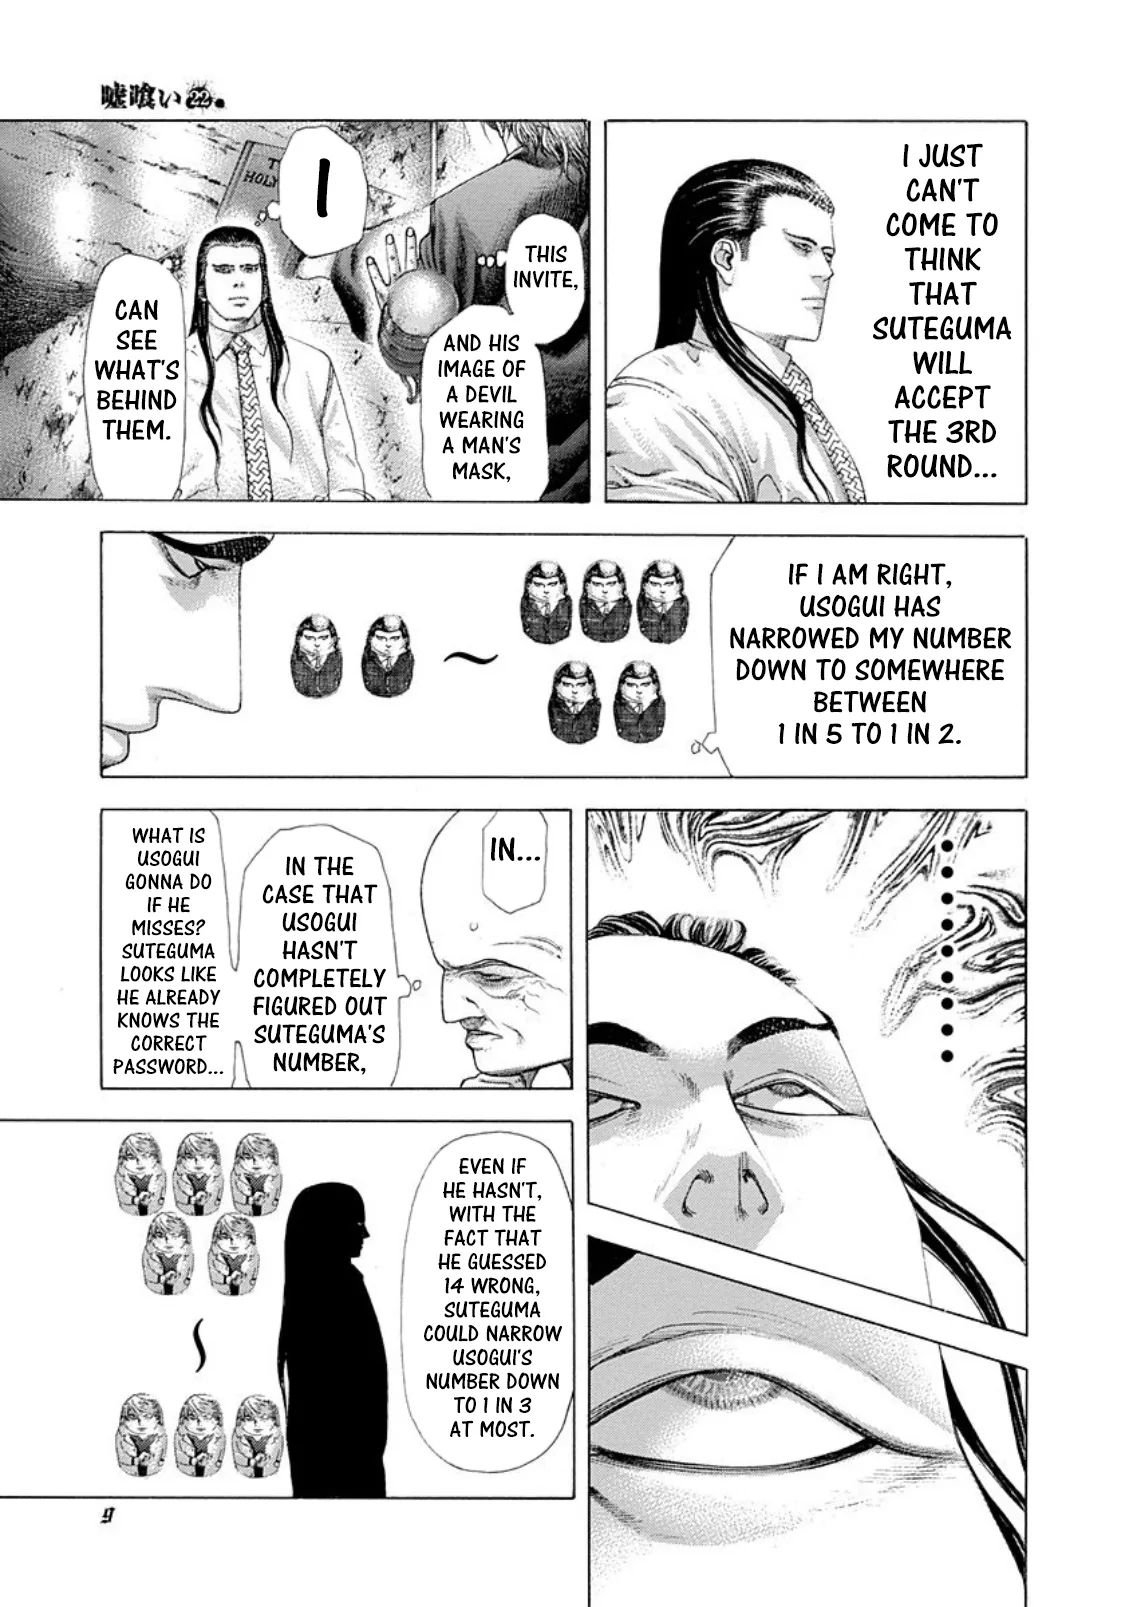 嘘喰い 22
I JUST
CAN'T
COME TO
THINK
THAT
SUTEGUMA
WILL
ACCEPT
THE 3RD
ROUND...
THIS
INVITE,
AND HIS
IMAGE OF
A DEVIL
WEARING
A MAN'S
MASK,
I
CAN
SEE
WHAT'S
BEHIND
THEM.
HOLY
IF I AM RIGHT,
USOGUI HAS
NARROWED MY NUMBER
DOWN TO SOMEWHERE
BETWEEN
1 IN 5 TO 1 IN 2.
~
IN...
IN THE
CASE THAT
USOGUI
HASN'T
COMPLETELY
FIGURED OUT
SUTEGUMA'S
NUMBER,
WHAT IS
USOGUI
GONNA DO
IF HE
MISSES?
SUTEGUMA
LOOKS LIKE
HE ALREADY
KNOWS THE
CORRECT
PASSWORD...
EVEN IF
HE HASN'T,
WITH THE
FACT THAT
HE GUESSED
14 WRONG,
SUTEGUMA
COULD NARROW
USOGUI'S
NUMBER DOWN
TO 1 IN 3
AT MOST.
~
9